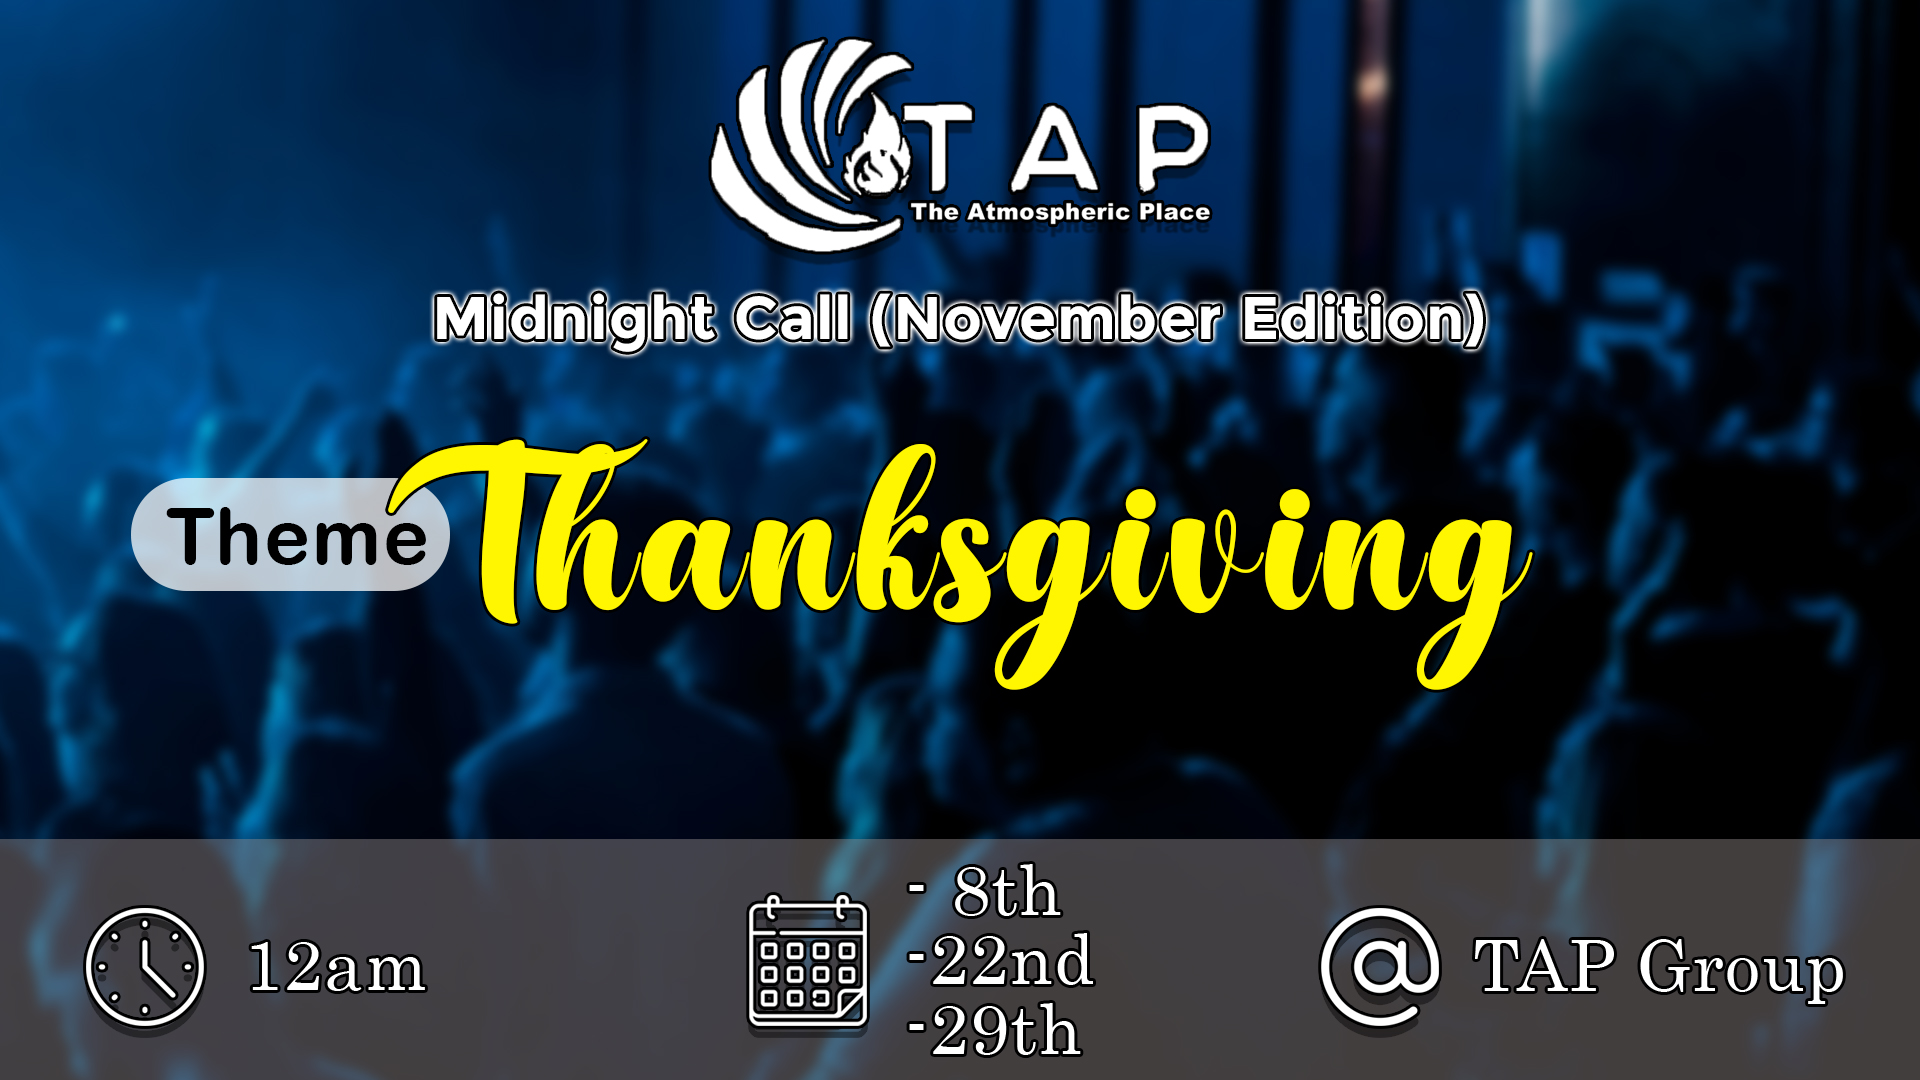 TAP
The Atmospheric Place
Midnight Call (November Edition)
Theme
Thanksgiving
12am
- 8th
-22nd
-29th
@ TAP Group